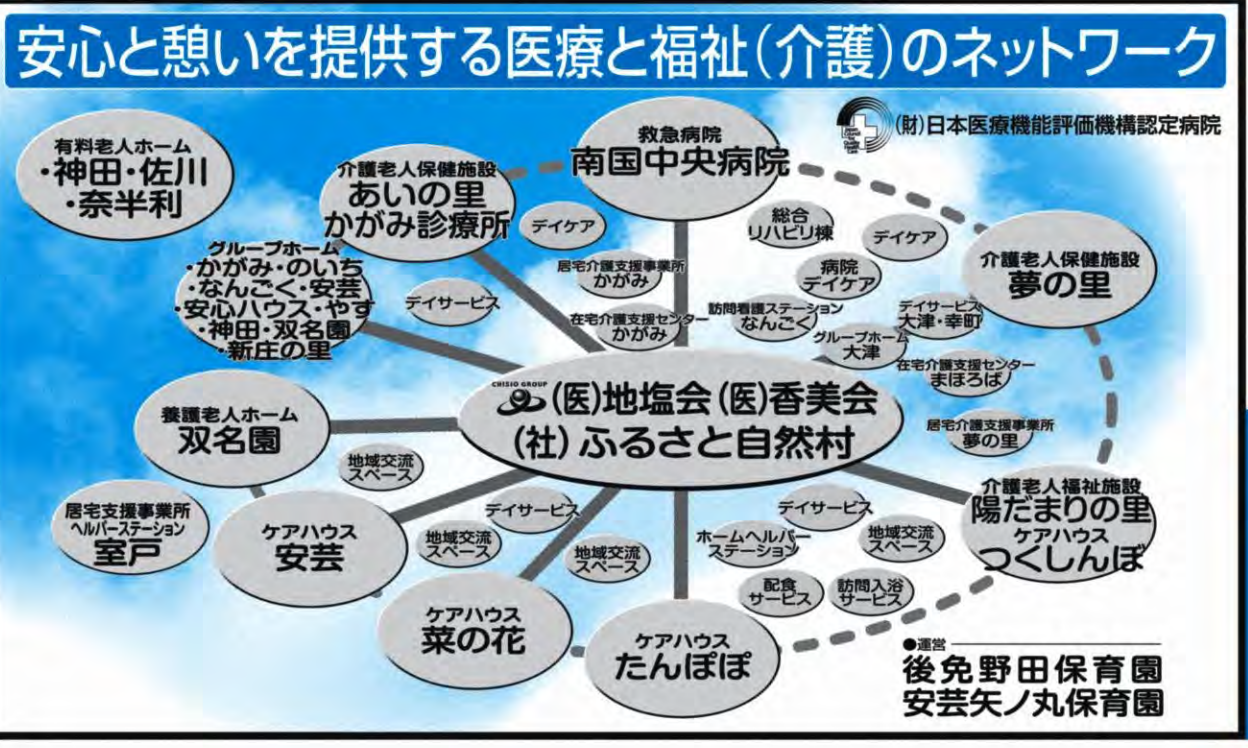 安心と憩いを提供する医療と福祉(介護)のネットワーク
(財)日本医療機能評価機構認定病院
有料老人ホーム
・神田・佐川
・奈半利
介護老人保健施設
あいの里
かがみ診療所
救急病院
南国中央病院
デイケア
総合
リハビリ棟
デイケア
介護老人保健施設
夢の里
グループホーム
・かがみ・のいち
・なんごく・安芸
・安心ハウス・やす
・神田・双名園
・新庄の里
デイサービス
居宅介護支援事業所
かがみ
病院
デイケア
在宅介護支援センター
かがみ
訪問看護ステーション
なんごく
デイサービス
大津・幸町
グループホーム
大津
在宅介護支援センター
まほろば
CHISIO GROUP
(医)地塩会(医)香美会
(社)ふるさと自然村
養護老人ホーム
双名園
居宅介護支援事業所
夢の里
地域交流
スペース
介護老人福祉施設
陽だまりの里
ケアハウス
つくしんぼ
居宅支援事業所
ヘルパーステーション
室戸
ケアハウス
安芸
デイサービス
地域交流
スペース
地域交流
スペース
デイサービス
ホームヘルパー
ステーション
地域交流
スペース
配食
サービス
訪問入浴
サービス
ケアハウス
菜の花
ケアハウス
たんぽぽ
●運営
後免野田保育園
安芸矢ノ丸保育園